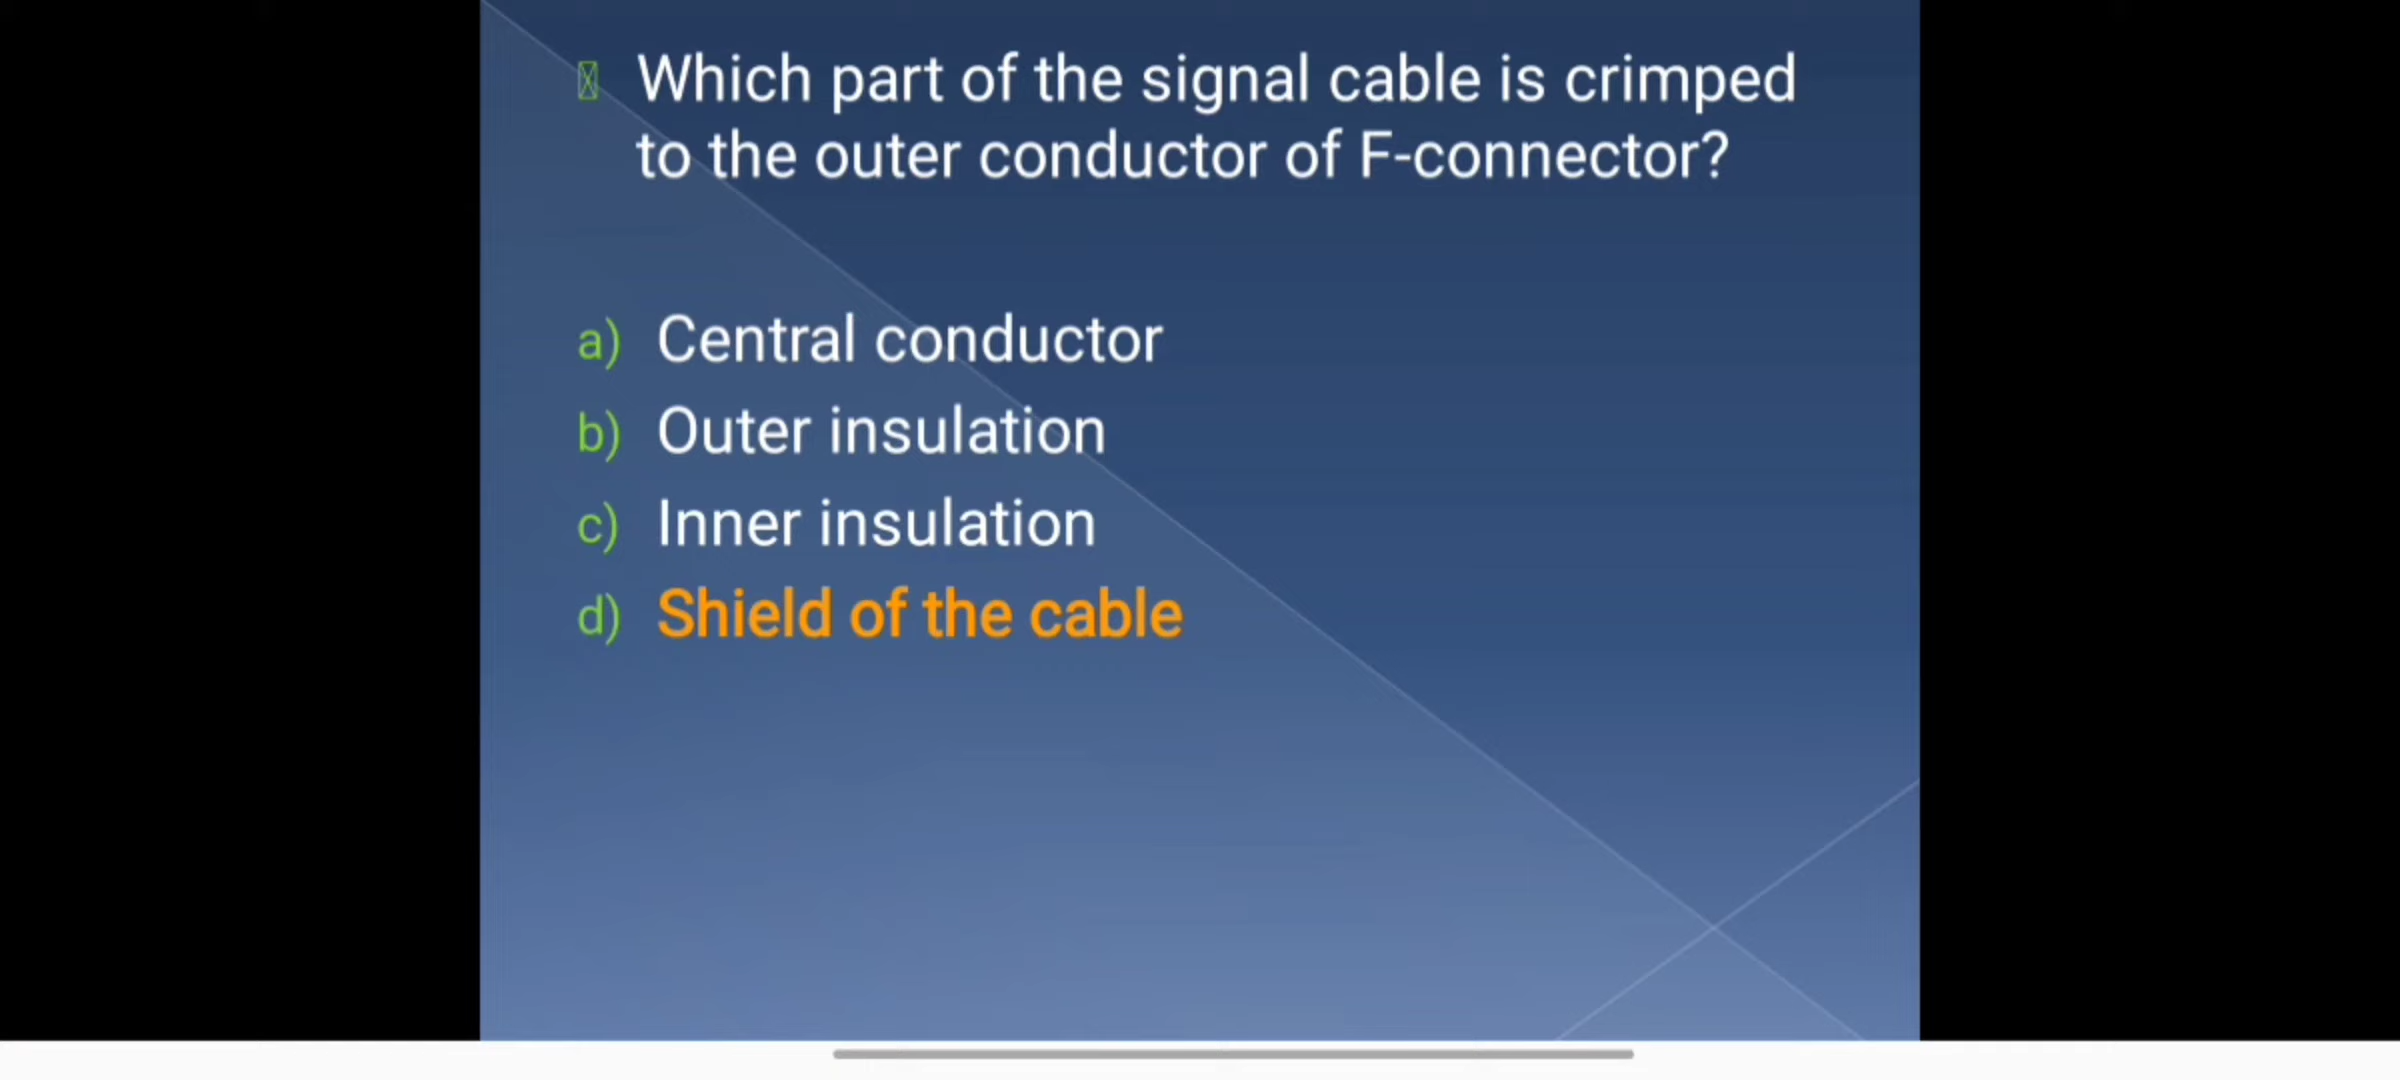 Which part of the signal cable is crimped
to the outer conductor of F-connector?
a) Central conductor
b) Outer insulation
c) Inner insulation
d) Shield of the cable